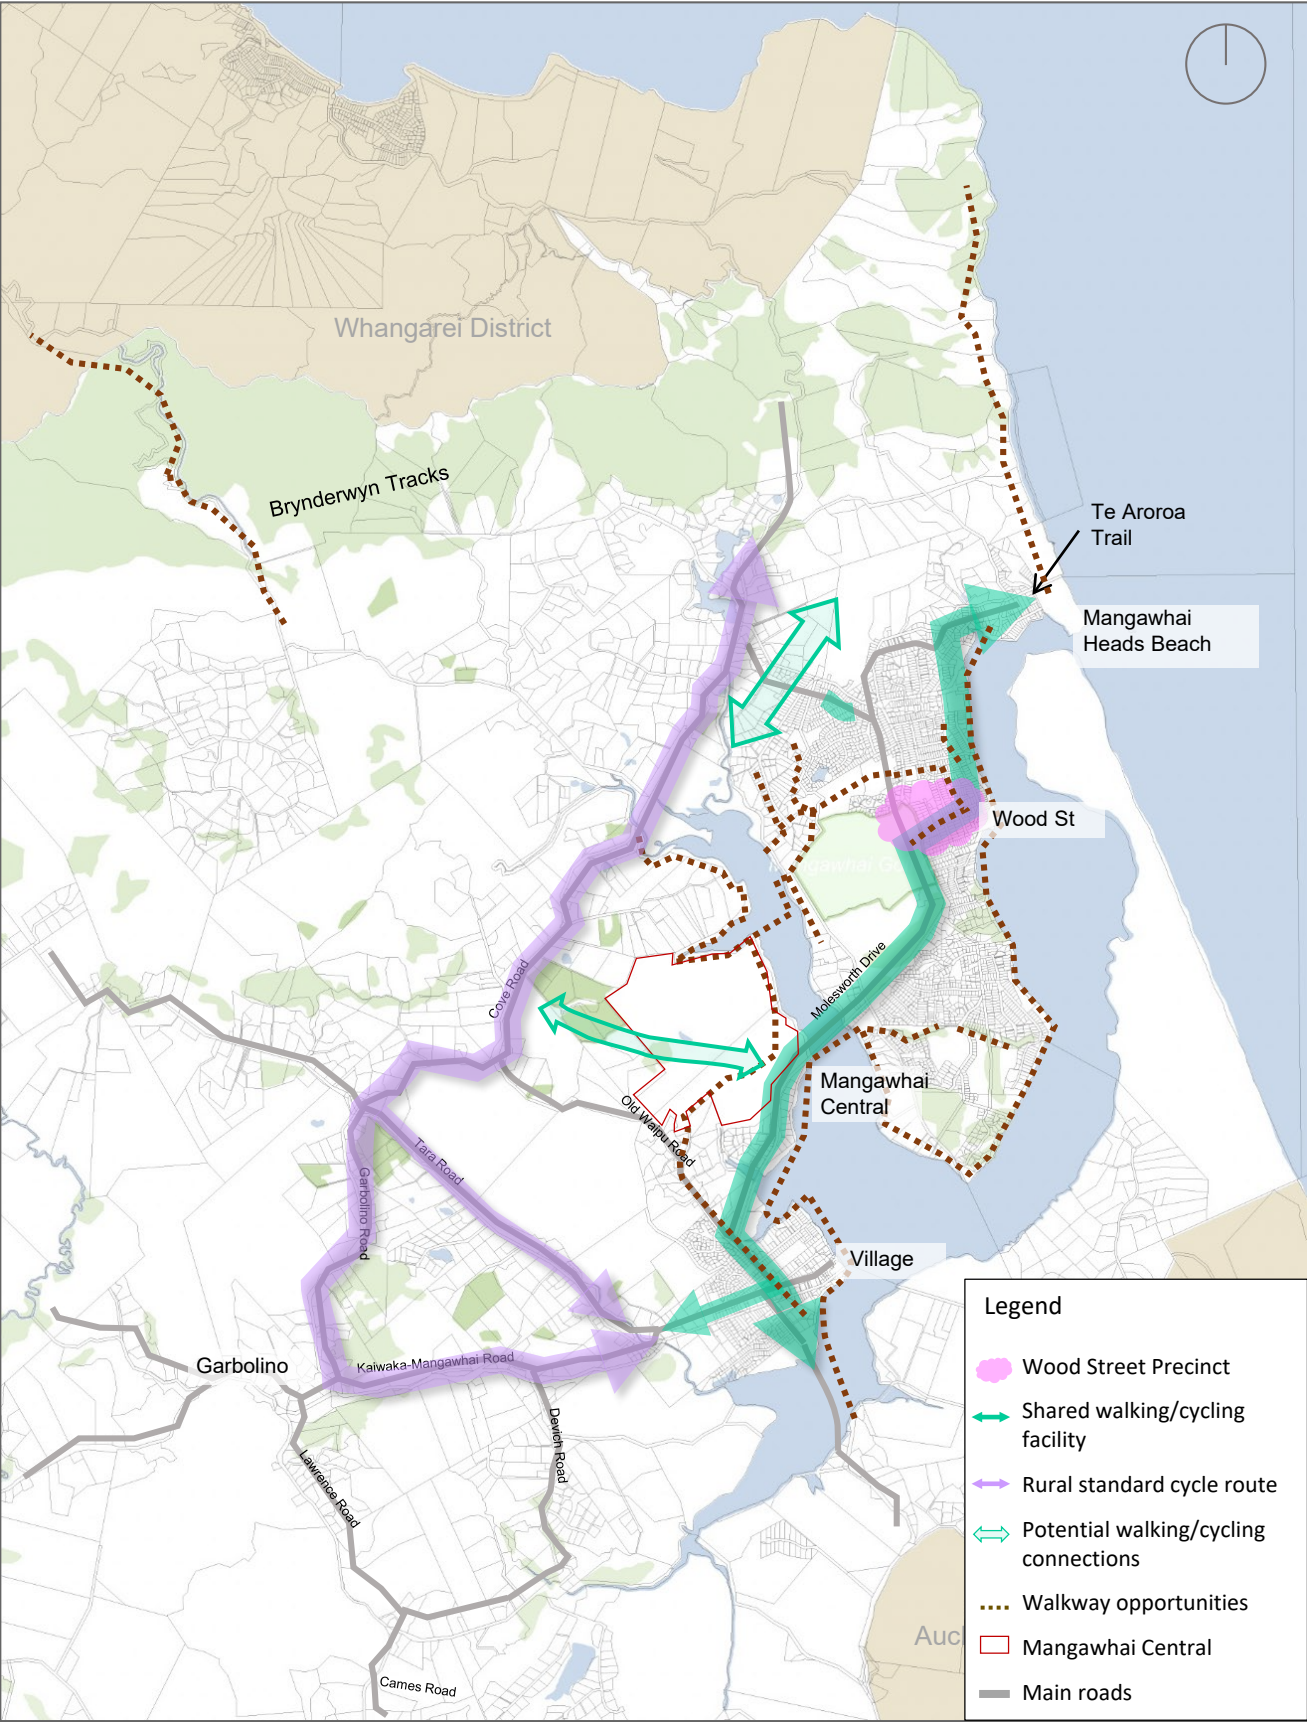 Whangarei District
Brynderwyn Tracks
Te Aroroa
Trail
Mangawhai
Heads Beach
Wood St
Mangawhai.G
Molesworth Drive
Cove Road
Mangawhai
Central
Old Waipu Road
Tara Road
Garbolino Road
Village
Garbolino
Kaiwaka-Mangawhai Road
Devich Road
Lawrence Road
Cames Road
Auc
Legend
Wood Street Precinct
Shared walking/cycling
facility
Rural standard cycle route
Potential walking/cycling
connections
Walkway opportunities
Mangawhai Central
Main roads